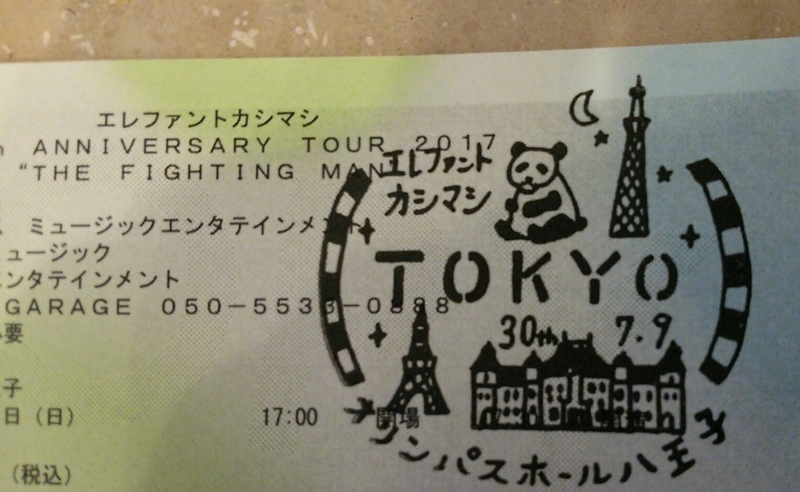 エレファントカシマシ
h ANNIVERSARY TOUR 2017
"THE FIGHTING MAN
ミュージックエンタテインメント
ュージック
ンタテインメント
GARAGE 050-5533-0888
要
子
日(日)
17:00
開場
(税込)
エレファント
カシマシ
TOKYO
30th 7.9
オリンパスホール八王子